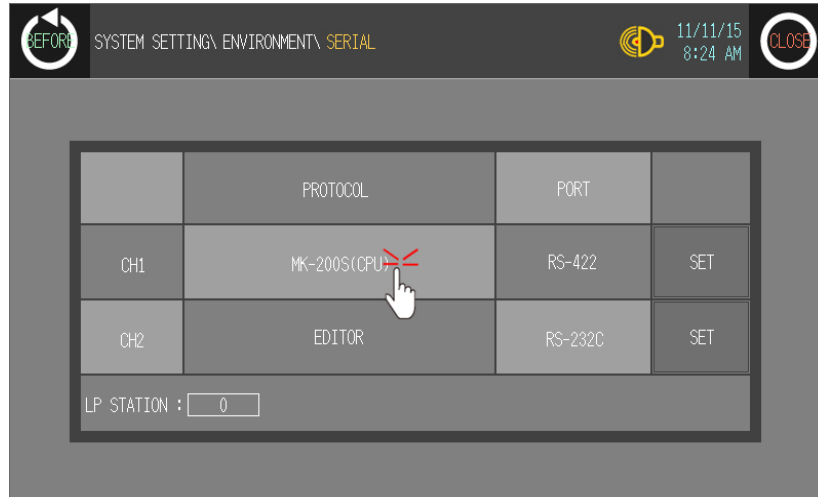 BEFORE
SYSTEM SETTING\ ENVIRONMENT\ SERIAL
11/11/15
8:24 AM
CLOSE
PROTOCOL PORT
CH1 MK-200S(CPU) RS-422 SET
CH2 EDITOR RS-232C SET
LP STATION : 0